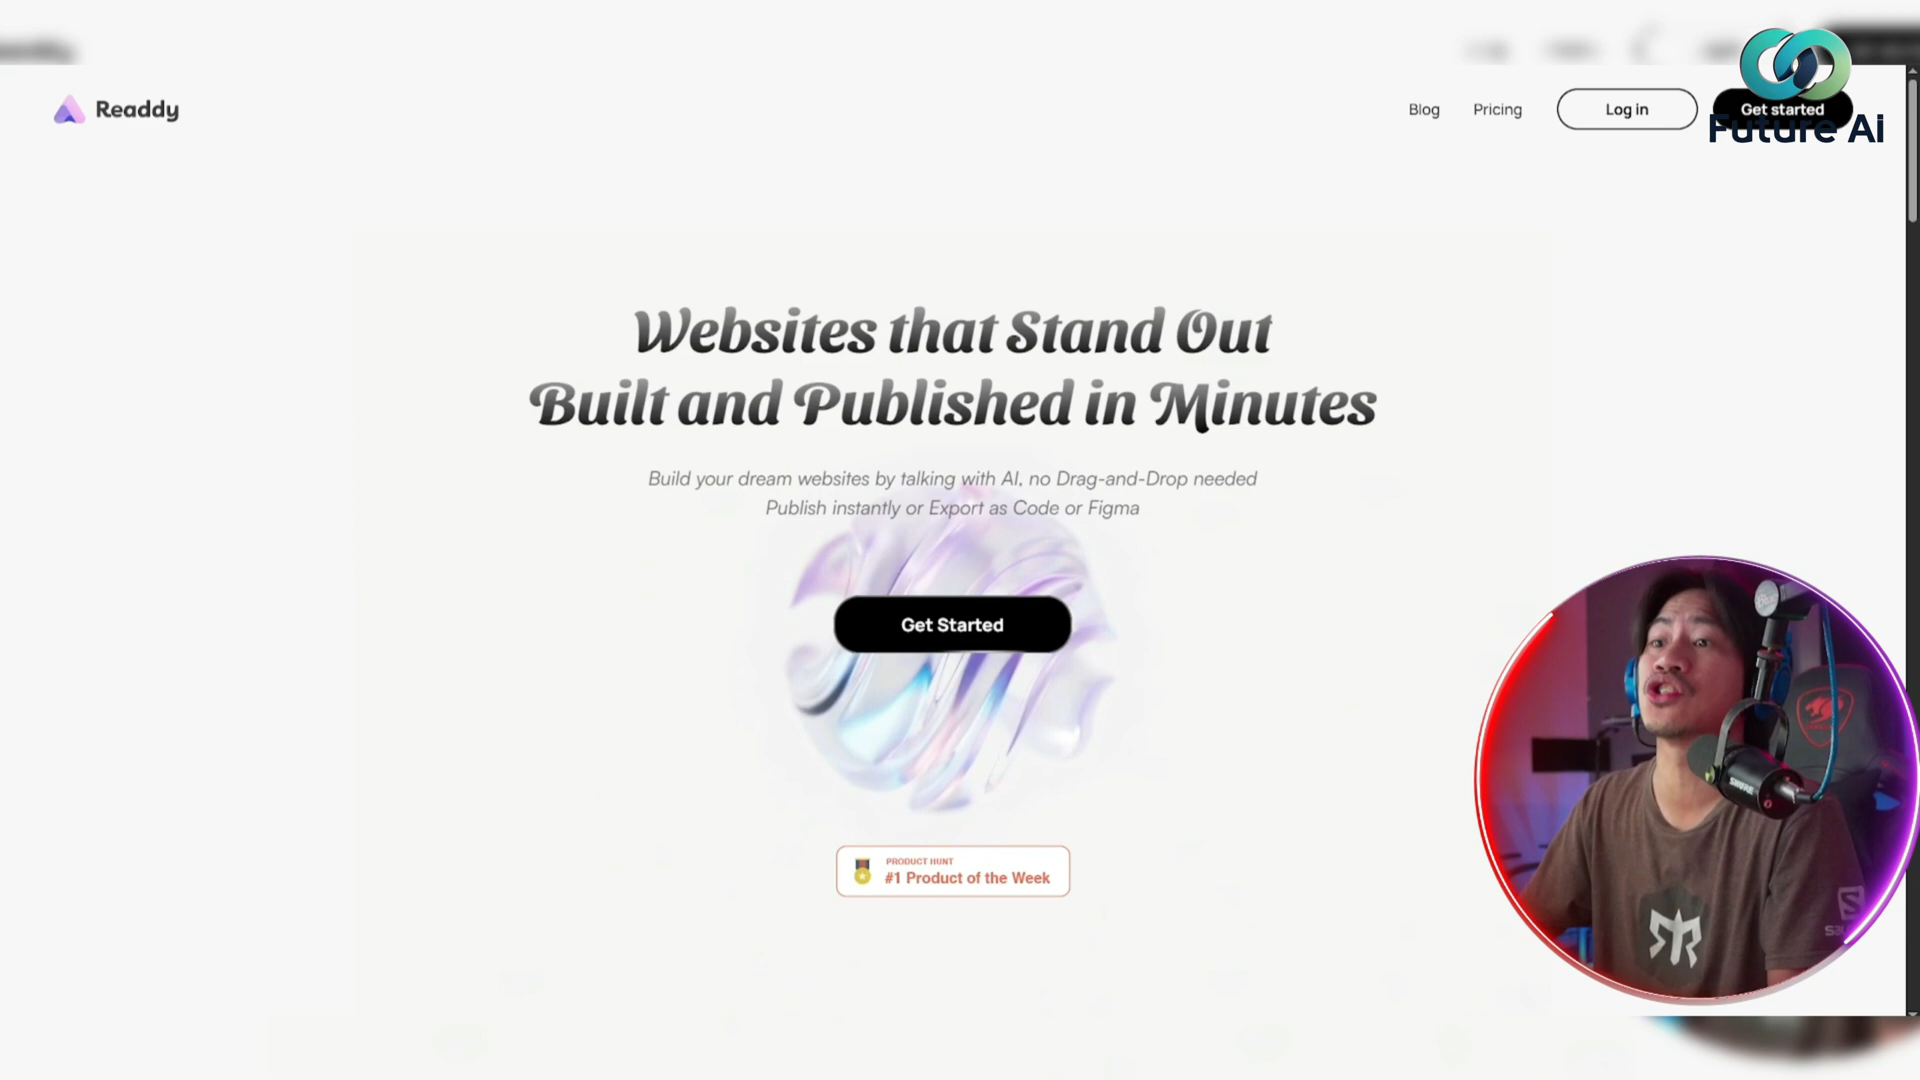 Readdy
Blog
Pricing
Log in
Get started
Future Ai
Websites that Stand Out
Built and Published in Minutes
Build your dream websites by talking with AI, no Drag-and-Drop needed
Publish instantly or Export as Code or Figma
Get Started
PRODUCT HUNT
#1 Product of the Week
SHURE